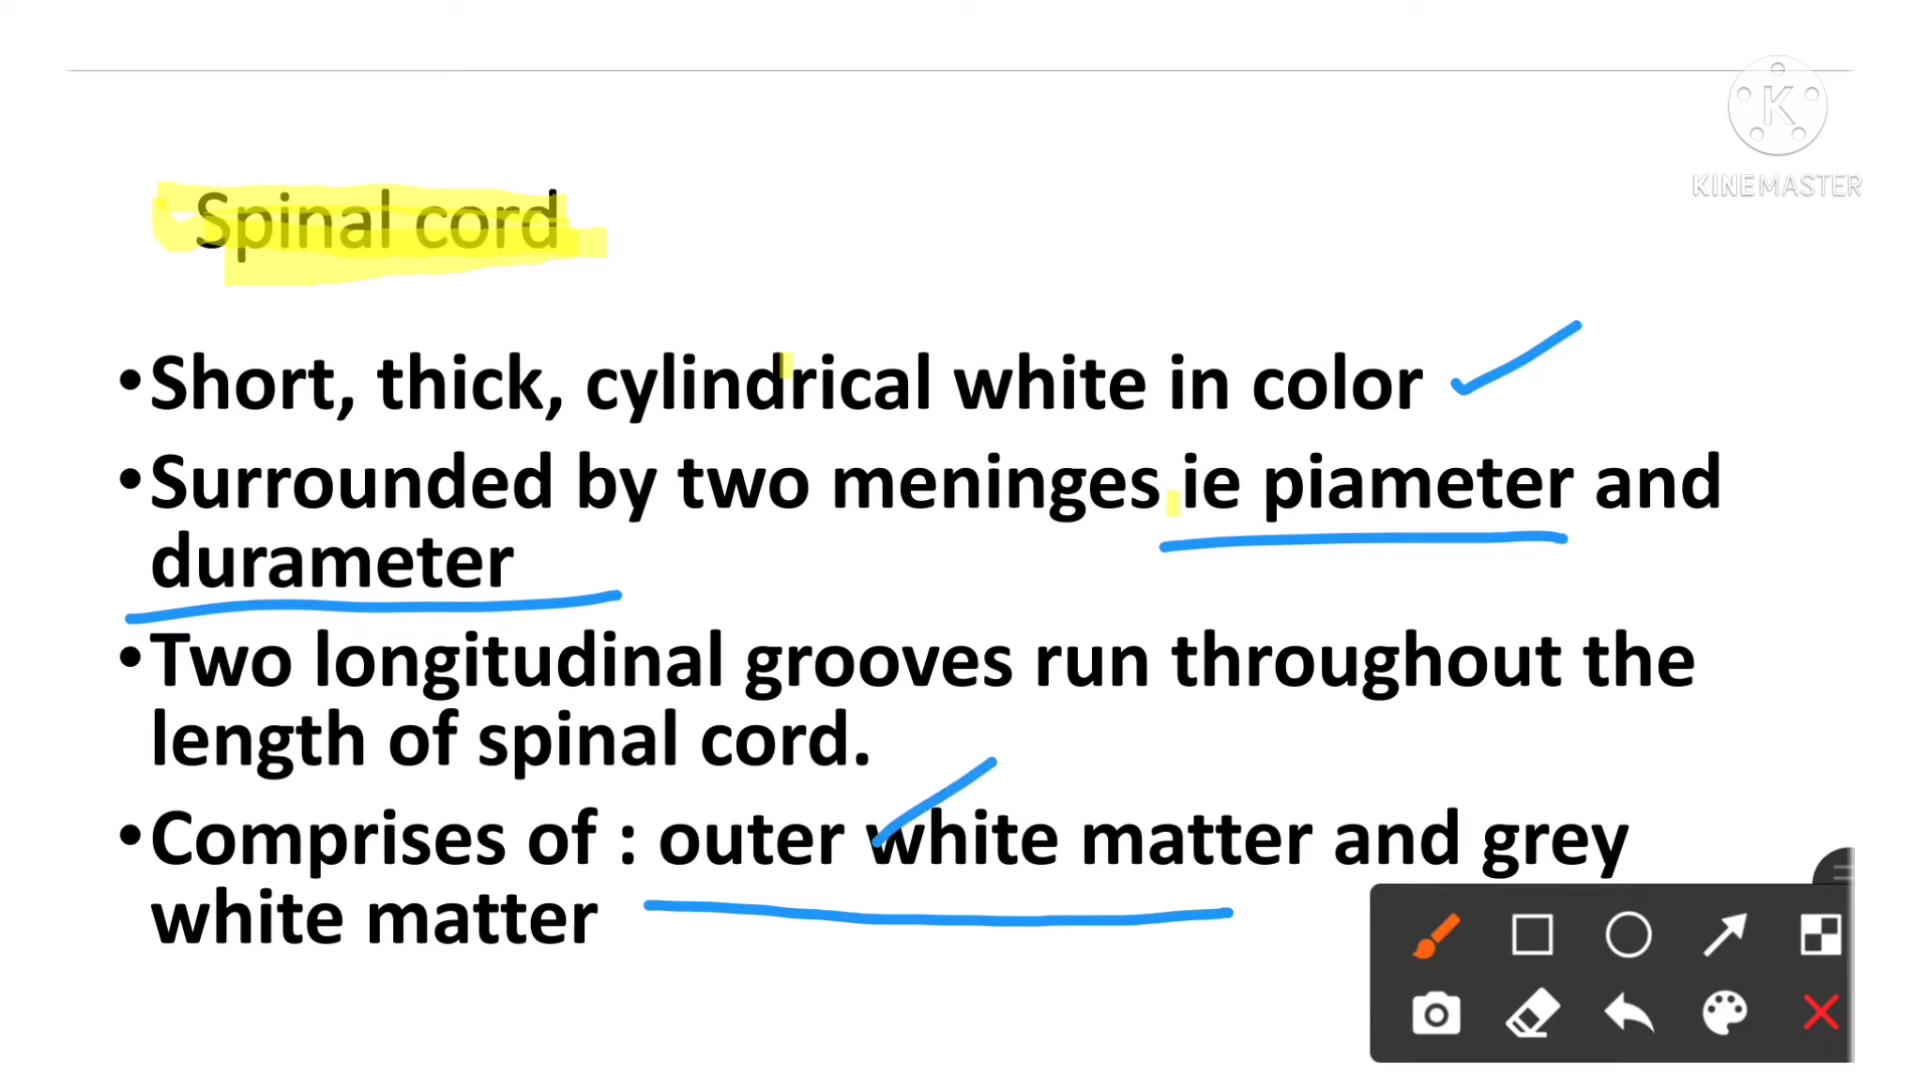 K
KINEMASTER
Spinal cord
•Short, thick, cylindrical white in color
•Surrounded by two meninges ie piameter and
durameter
•Two longitudinal grooves run throughout the
length of spinal cord.
•Comprises of : outer white matter and grey
white matter